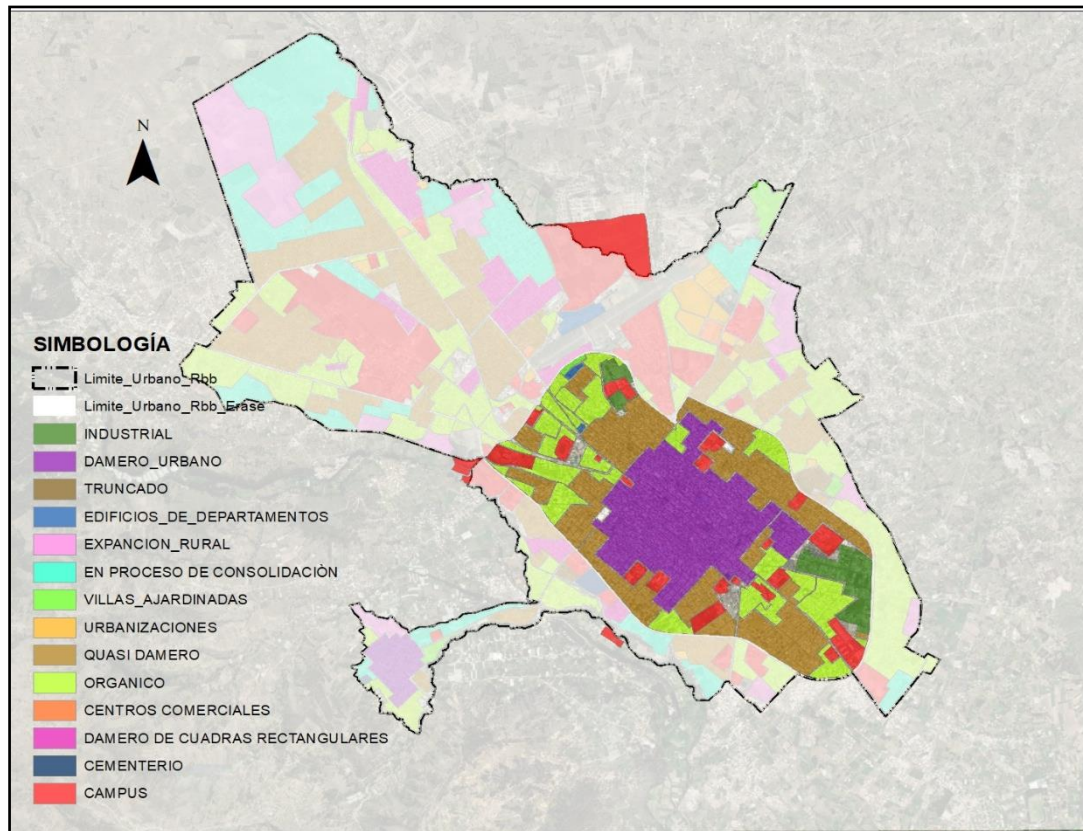 N
SIMBOLOGÍA
Limite_Urbano_Rbb
Limite_Urbano_Rbb_Erase
INDUSTRIAL
DAMERO_URBANO
TRUNCADO
EDIFICIOS_DE_DEPARTAMENTOS
EXPANCION_RURAL
EN PROCESO DE CONSOLIDACIÒN
VILLAS_AJARDINADAS
URBANIZACIONES
QUASI DAMERO
ORGANICO
CENTROS COMERCIALES
DAMERO DE CUADRAS RECTANGULARES
CEMENTERIO
CAMPUS